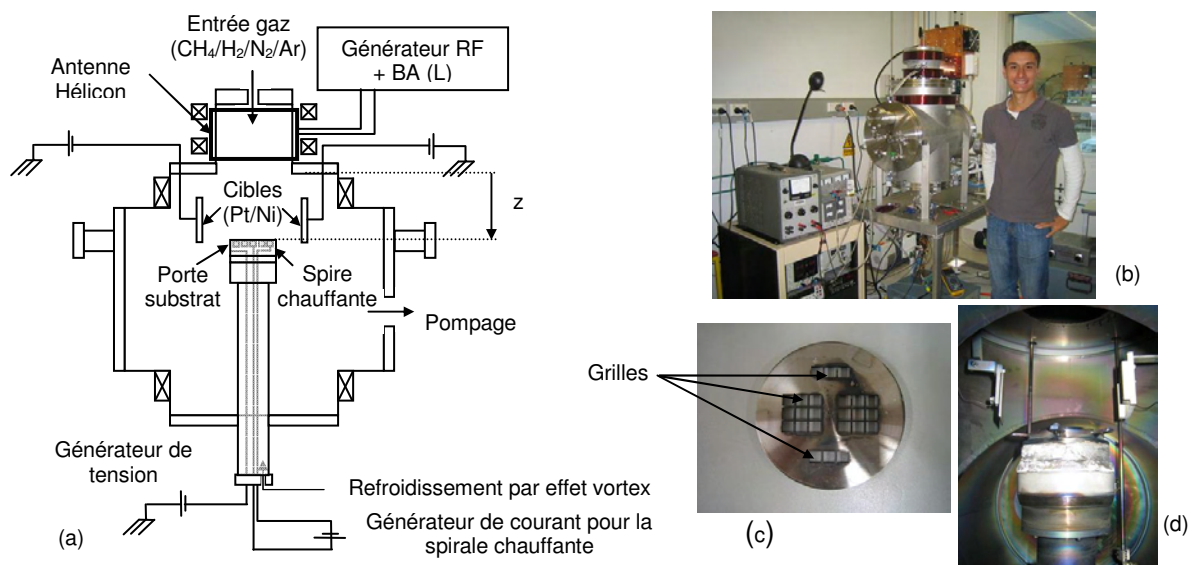 Entrée gaz
(CH₄/H₂/N₂/Ar)
Générateur RF
+ BA (L)
Antenne
Hélicon
Cibles
(Pt/Ni)
z
Porte
substrat
Spire
chauffante
Pompage
Générateur de
tension
Refroidissement par effet vortex
Générateur de courant pour la
spirale chauffante
(a)
(b)
Grilles
(c)
(d)